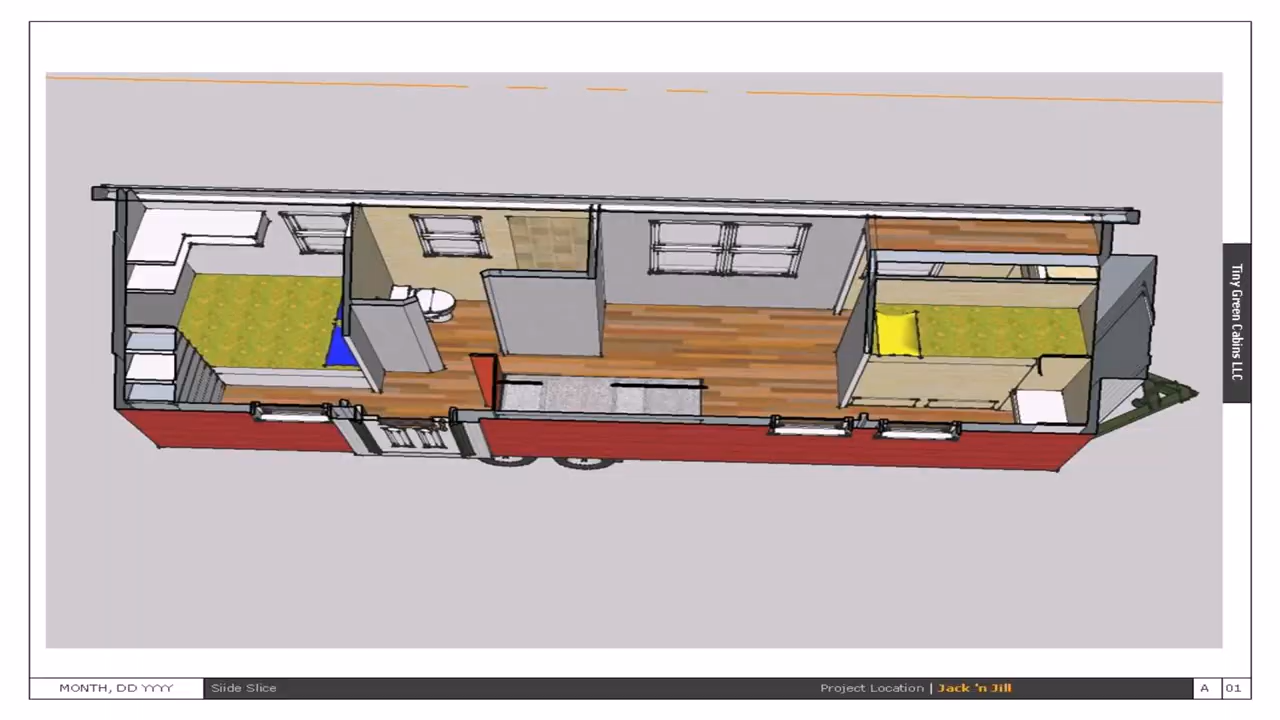 Tiny Green Cabins LLC
MONTH, DD YYYY
Siide Slice
Project Location | Jack 'n Jill
A 01